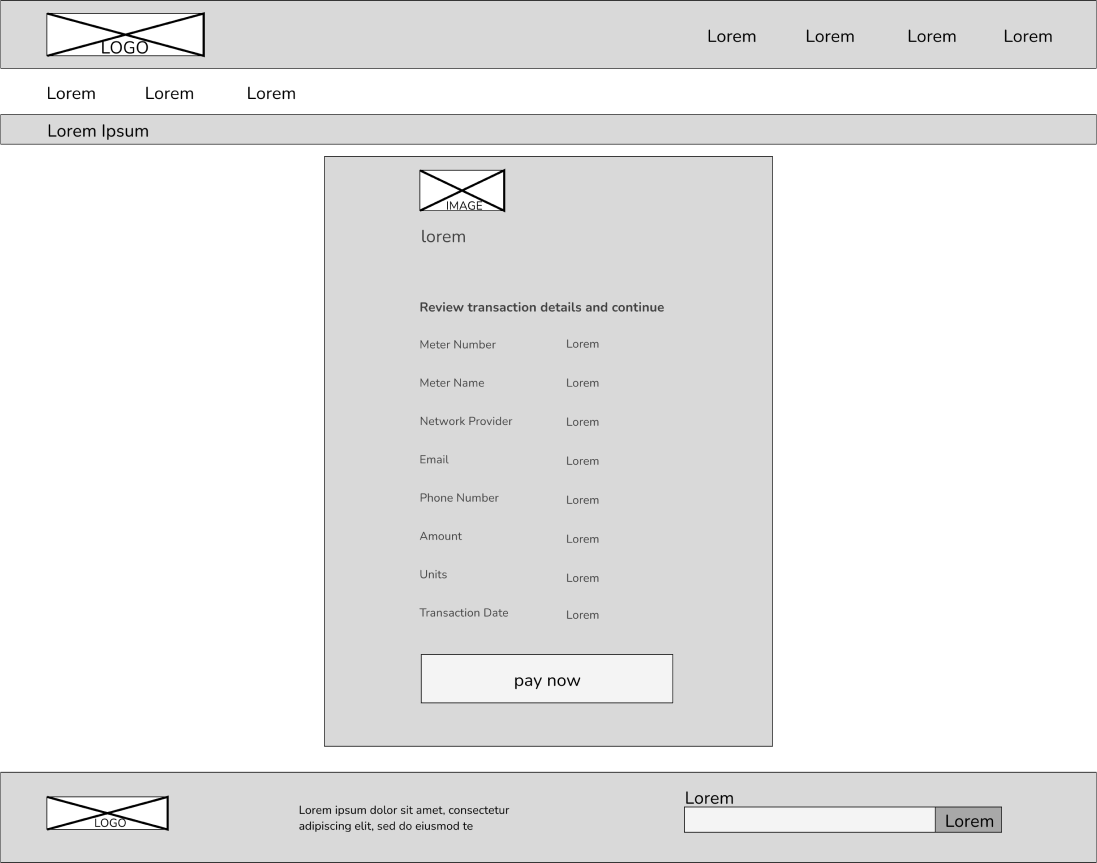 LOGO Lorem Lorem Lorem Lorem
Lorem Lorem Lorem
Lorem Ipsum
IMAGE
lorem
Review transaction details and continue
Meter Number Lorem
Meter Name Lorem
Network Provider Lorem
Email Lorem
Phone Number Lorem
Amount Lorem
Units Lorem
Transaction Date Lorem
pay now
LOGO
Lorem ipsum dolor sit amet, consectetur
adipiscing elit, sed do eiusmod te
Lorem
Lorem